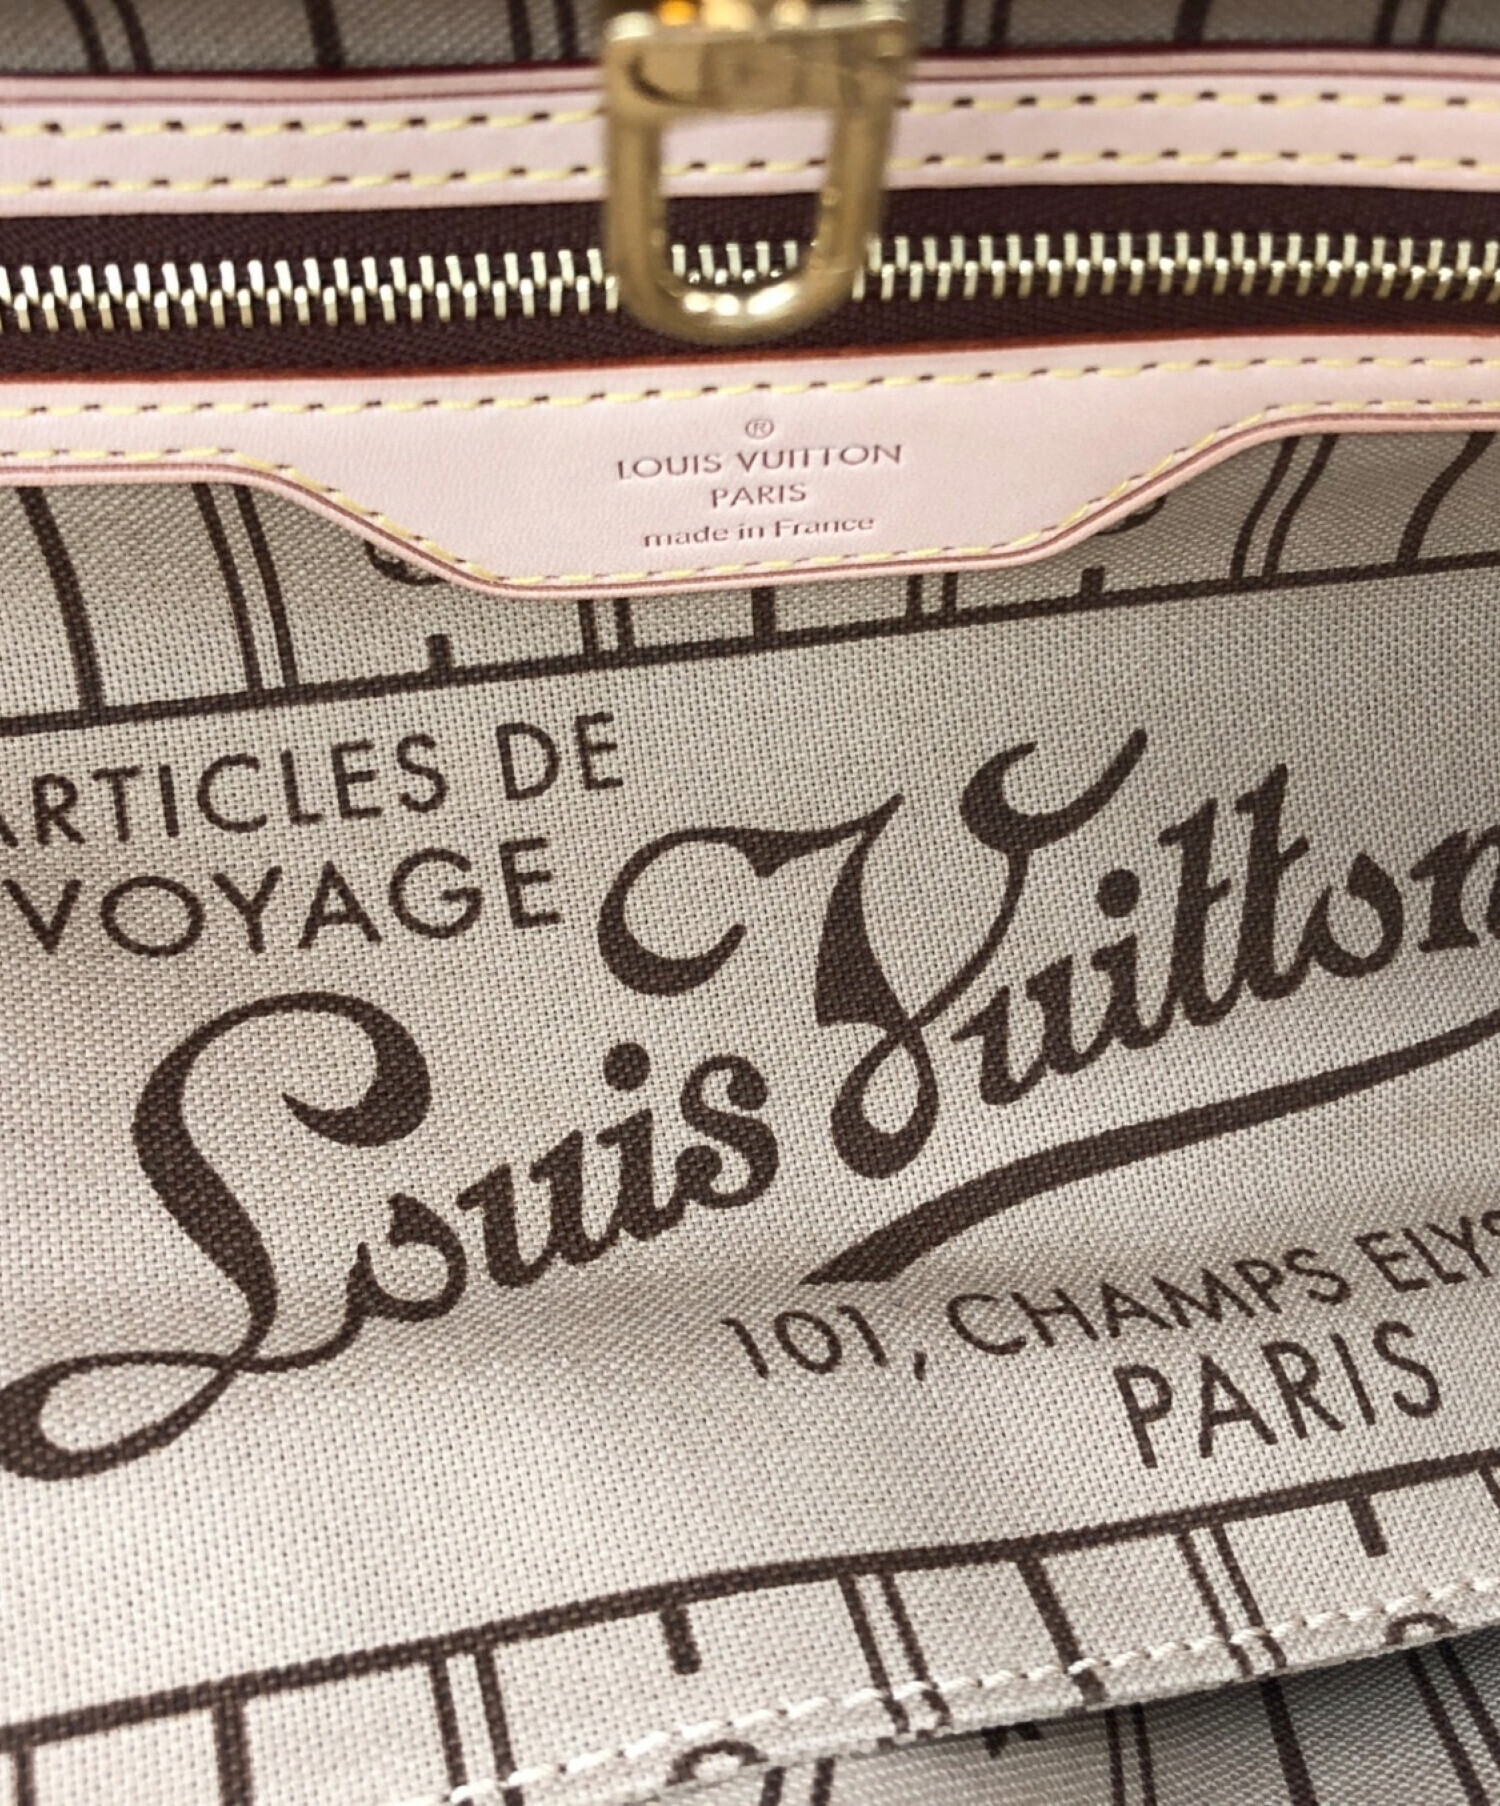 ®
LOUIS VUITTON
PARIS
made in France
ARTICLES DE
VOYAGE
Louis Vuitton
101, CHAMPS ELYS
PARIS